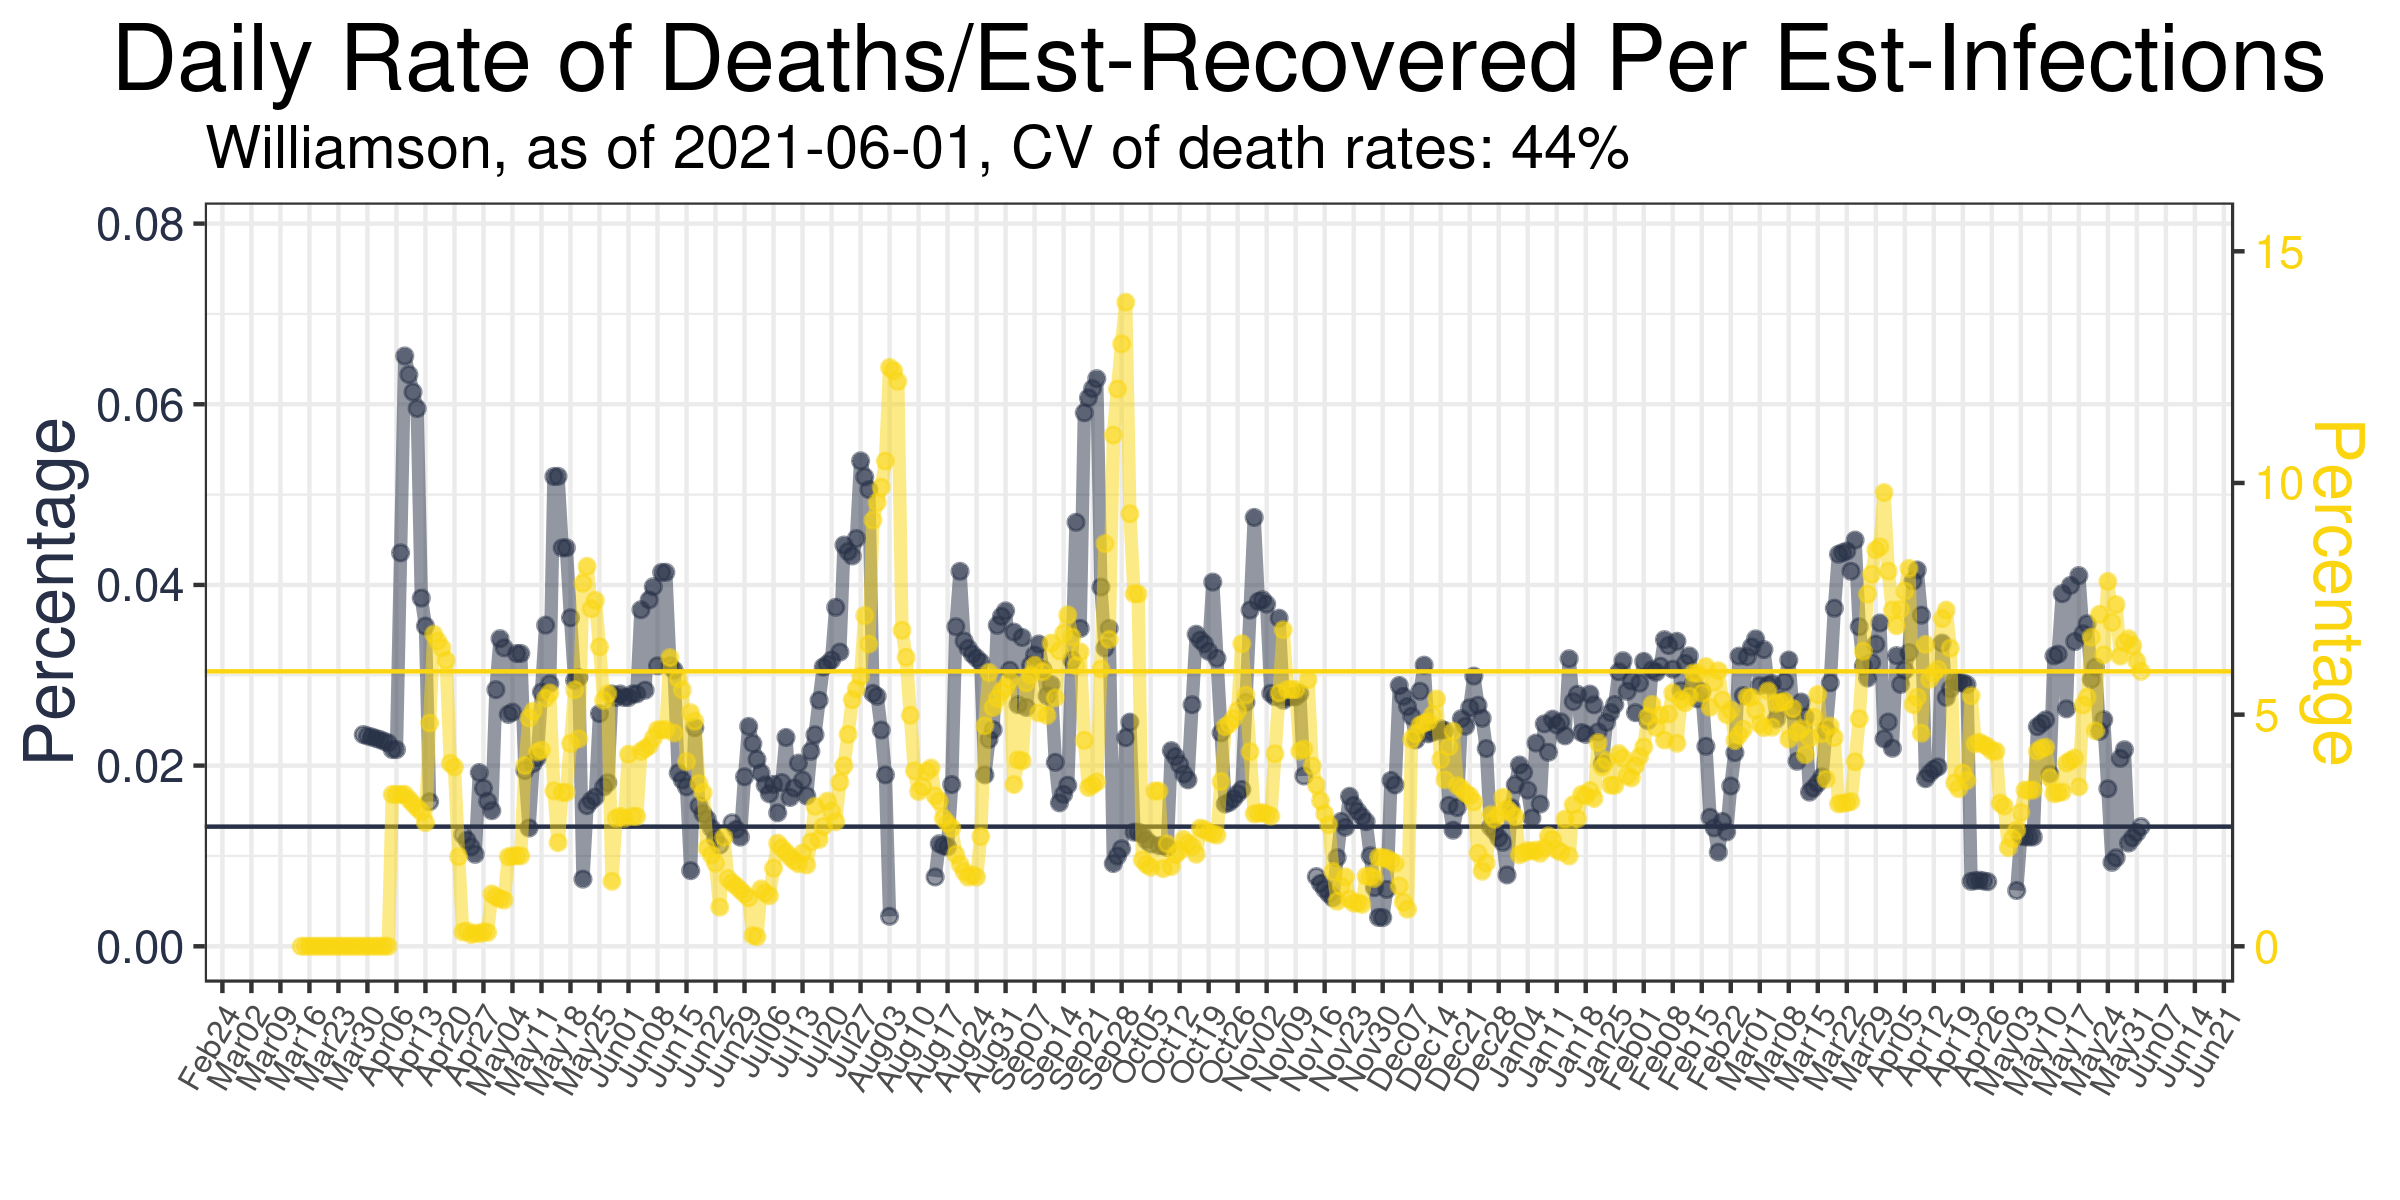 Daily Rate of Deaths/Est-Recovered Per Est-Infections
Williamson, as of 2021-06-01, CV of death rates: 44%
Percentage
0.08
0.06
0.04
0.02
0.00
15
10
5
0
Percentage
Feb24
Mar02
Mar09
Mar16
Mar23
Mar30
Apr06
Apr13
Apr20
Apr27
May04
May11
May18
May25
Jun01
Jun08
Jun15
Jun22
Jun29
Jul06
Jul13
Jul20
Jul27
Aug03
Aug10
Aug17
Aug24
Aug31
Sep07
Sep14
Sep21
Sep28
Oct05
Oct12
Oct19
Oct26
Nov02
Nov09
Nov16
Nov23
Nov30
Dec07
Dec14
Dec21
Dec28
Jan04
Jan11
Jan18
Jan25
Feb01
Feb08
Feb15
Feb22
Mar01
Mar08
Mar15
Mar22
Mar29
Apr05
Apr12
Apr19
Apr26
May03
May10
May17
May24
May31
Jun07
Jun14
Jun21